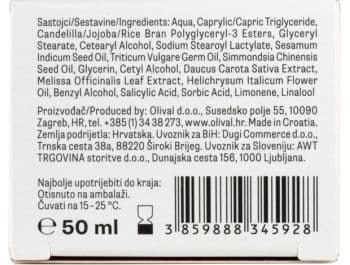 Sastojci/Sestavine/Ingredients: Aqua, Caprylic/Capric Triglyceride,
Candelilla/Jojoba/Rice Bran Polyglyceryl-3 Esters, Glyceryl
Stearate, Cetearyl Alcohol, Sodium Stearoyl Lactylate, Sesamum
Indicum Seed Oil, Triticum Vulgare Germ Oil, Simmondsia Chinensis
Seed Oil, Glycerin, Cetyl Alcohol, Daucus Carota Sativa Extract,
Melissa Officinalis Leaf Extract, Helichrysum Italicum Flower
Oil, Benzyl Alcohol, Salicylic Acid, Sorbic Acid, Limonene, Linalool
Proizvođač/Produced by: Olival d.o.o., Susedsko polje 55, 10090
Zagreb, HR, tel. +385 (1) 34 38 273, www.olival.hr. Made in Croatia.
Zemlja podrijetla: Hrvatska. Uvoznik za BiH: Dugi Commerce d.o.o.,
Trnska cesta 38a, 88220 Široki Brijeg. Uvoznik za Sloveniju: AWT
TRGOVINA storitve d.o.o., Dunajska cesta 156, 1000 Ljubljana.
Najbolje upotrijebiti do kraja:
Otisnuto na ambalaži.
Čuvati na 15-25 °C.
e 50 ml
3 859888 345928